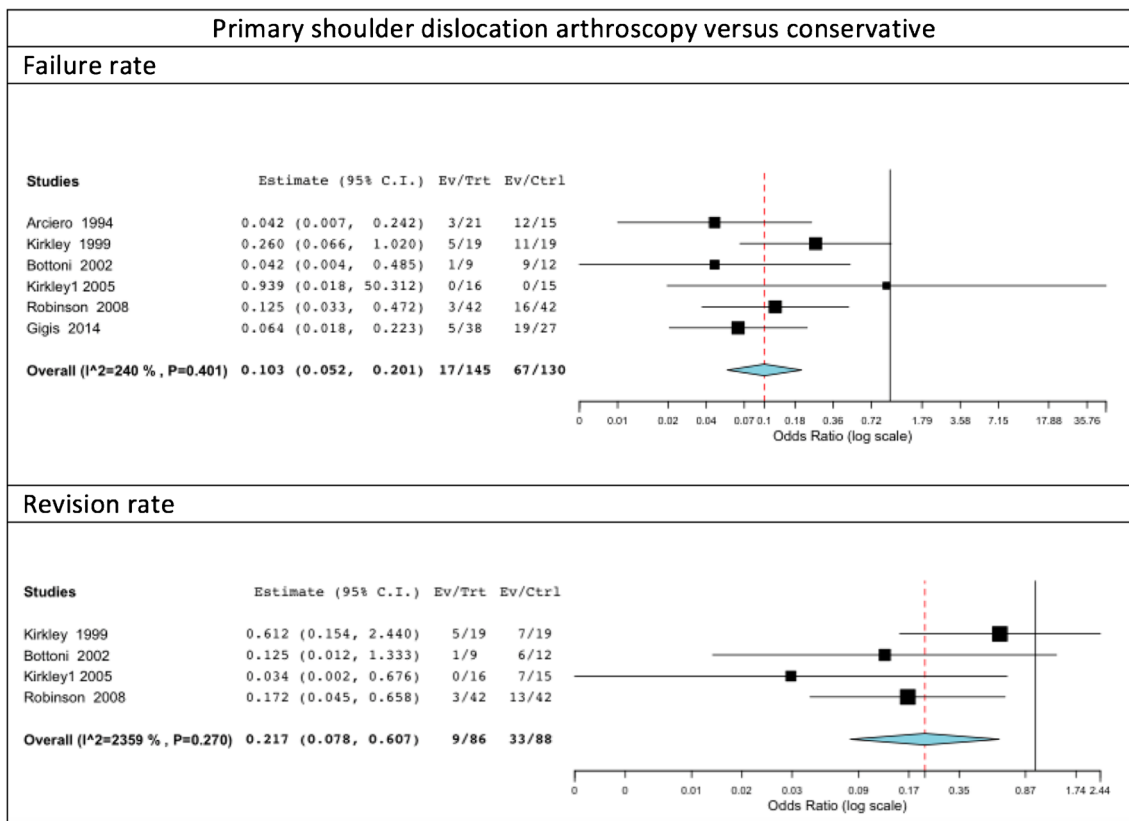 Primary shoulder dislocation arthroscopy versus conservative
Failure rate
Studies Estimate (95% C.I.) Ev/Trt Ev/Ctrl
Arciero 1994 0.042 (0.007, 0.242) 3/21 12/15
Kirkley 1999 0.260 (0.066, 1.020) 5/19 11/19
Bottoni 2002 0.042 (0.004, 0.485) 1/9 9/12
Kirkley1 2005 0.939 (0.018, 50.312) 0/16 0/15
Robinson 2008 0.125 (0.033, 0.472) 3/42 16/42
Gigis 2014 0.064 (0.018, 0.223) 5/38 19/27
Overall (I^2=240 % , P=0.401) 0.103 (0.052, 0.201) 17/145 67/130
0 0.01 0.02 0.04 0.07 0.1 0.18 0.36 0.72 1.79 3.58 7.15 17.88 35.76
Odds Ratio (log scale)
Revision rate
Studies Estimate (95% C.I.) Ev/Trt Ev/Ctrl
Kirkley 1999 0.612 (0.154, 2.440) 5/19 7/19
Bottoni 2002 0.125 (0.012, 1.333) 1/9 6/12
Kirkley1 2005 0.034 (0.002, 0.676) 0/16 7/15
Robinson 2008 0.172 (0.045, 0.658) 3/42 13/42
Overall (I^2=2359 % , P=0.270) 0.217 (0.078, 0.607) 9/86 33/88
0 0 0.01 0.02 0.03 0.09 0.17 0.35 0.87 1.74 2.44
Odds Ratio (log scale)